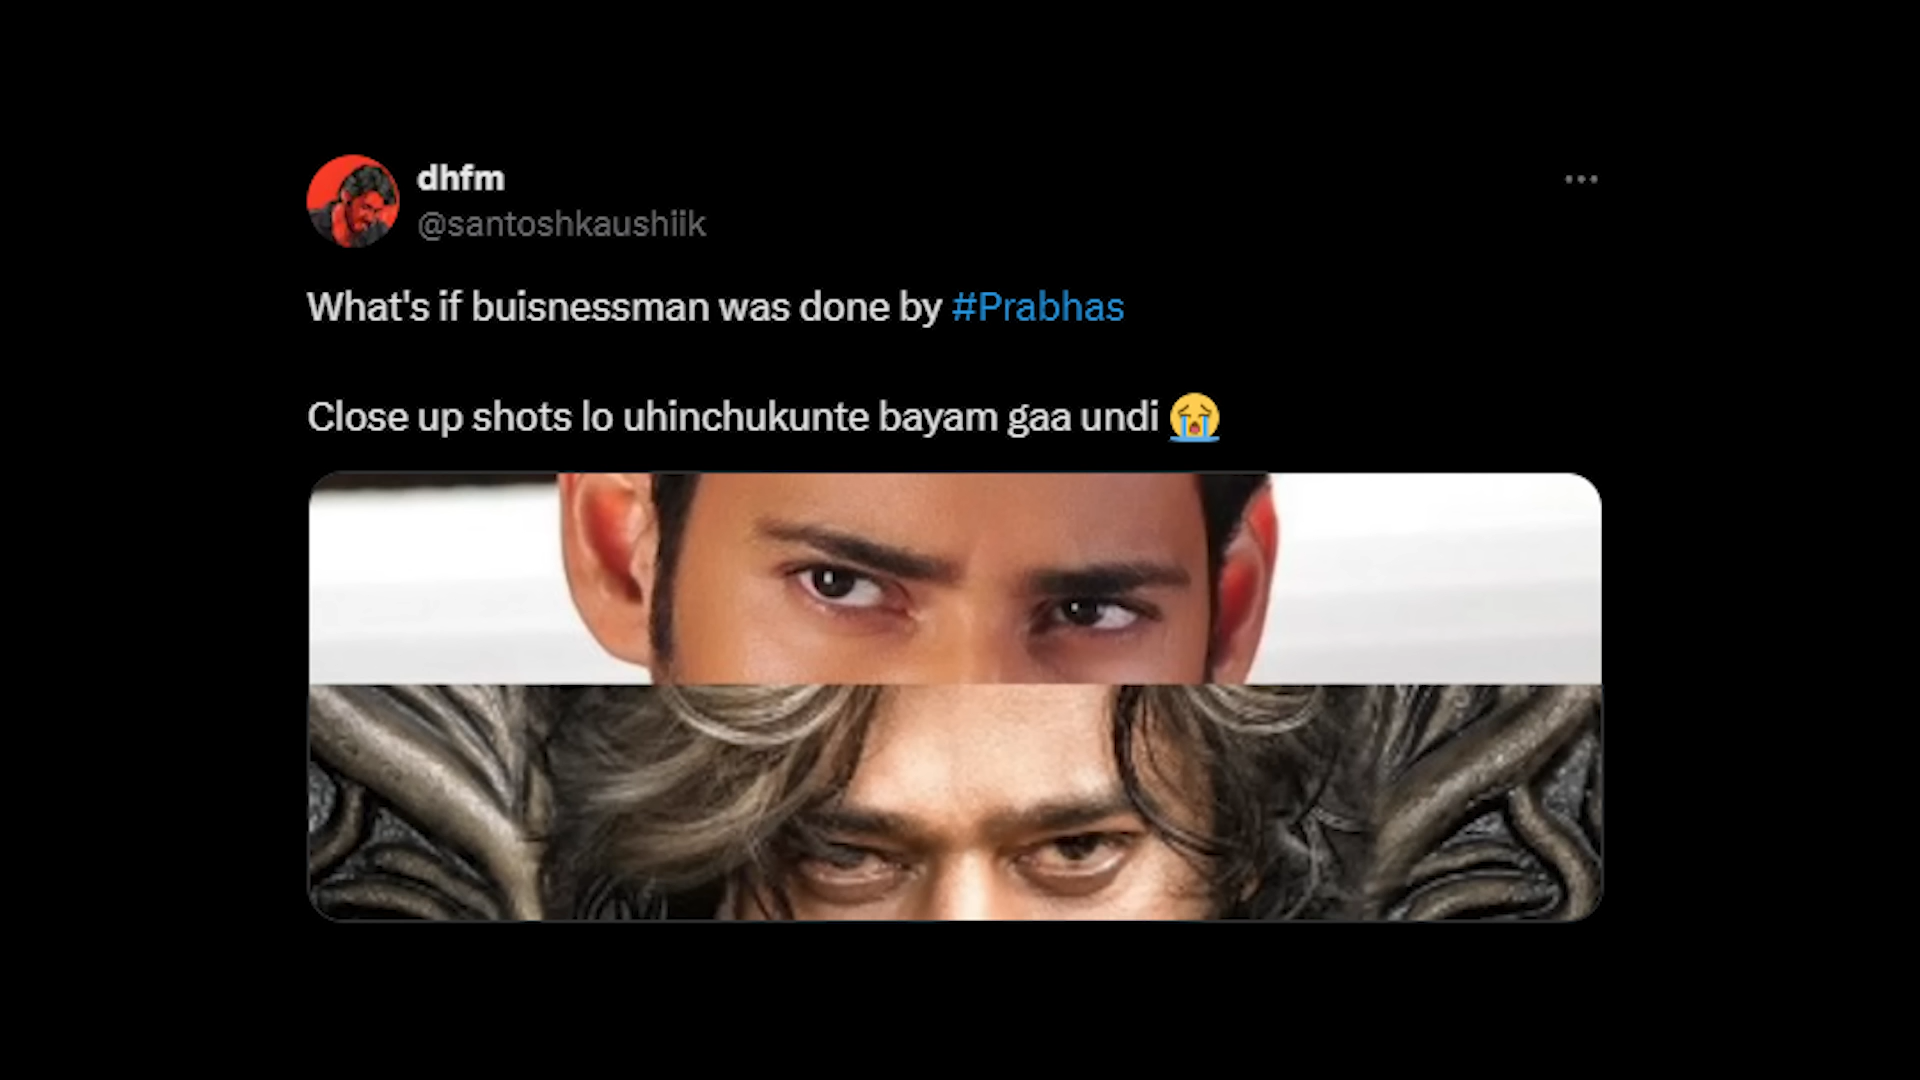 dhfm
@santoshkaushiik
What's if buisnessman was done by #Prabhas
Close up shots lo uhinchukunte bayam gaa undi 😭